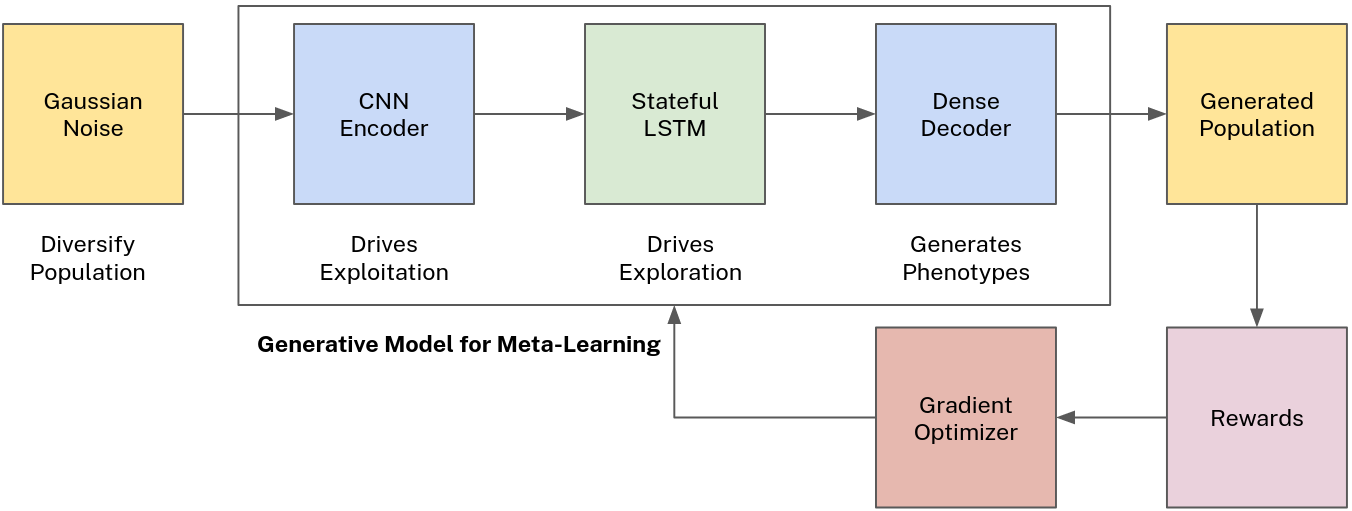 Gaussian
Noise
CNN
Encoder
Stateful
LSTM
Dense
Decoder
Generated
Population
Diversify
Population
Drives
Exploitation
Drives
Exploration
Generates
Phenotypes
Generative Model for Meta-Learning
Gradient
Optimizer
Rewards